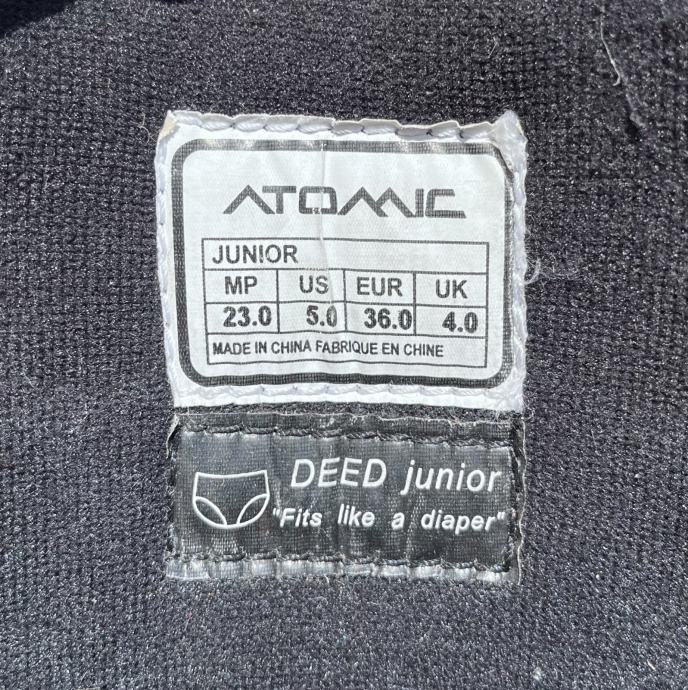 ATOMIC
JUNIOR
MP US EUR UK
23.0 5.0 36.0 4.0
MADE IN CHINA FABRIQUE EN CHINE
DEED junior
"Fits like a diaper"